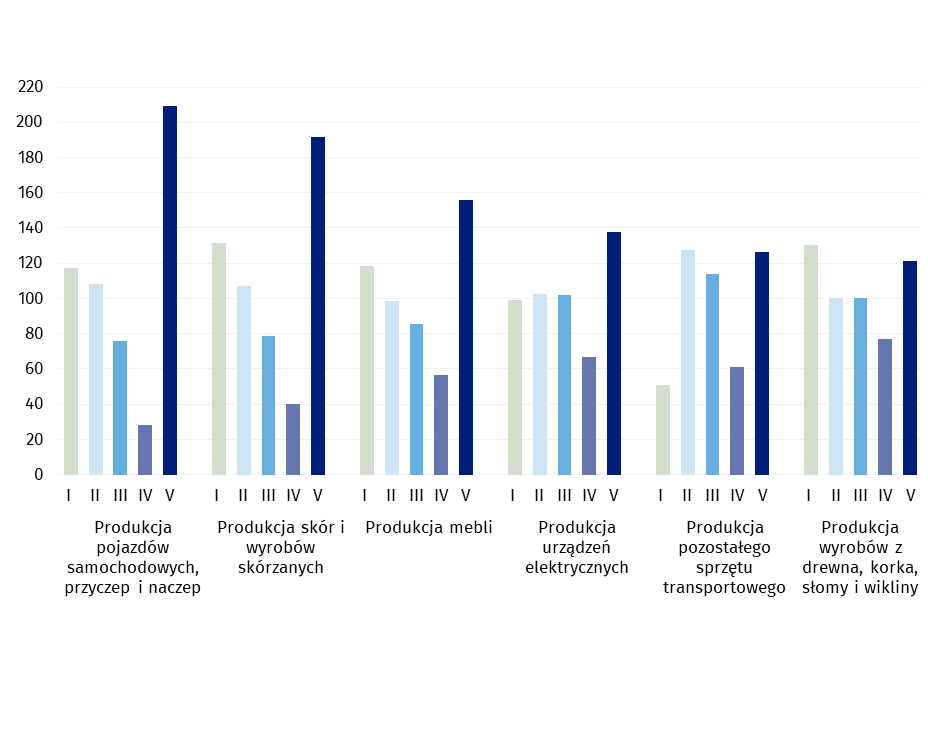 220
200
180
160
140
120
100
80
60
40
20
0
I II III IV V I II III IV V I II III IV V I II III IV V I II III IV V I II III IV V
Produkcja
pojazdów
samochodowych,
przyczep i naczep
Produkcja skór i
wyrobów
skórzanych
Produkcja mebli
Produkcja
urządzeń
elektrycznych
Produkcja
pozostałego
sprzętu
transportowego
Produkcja
wyrobów z
drewna, korka,
słomy i wikliny